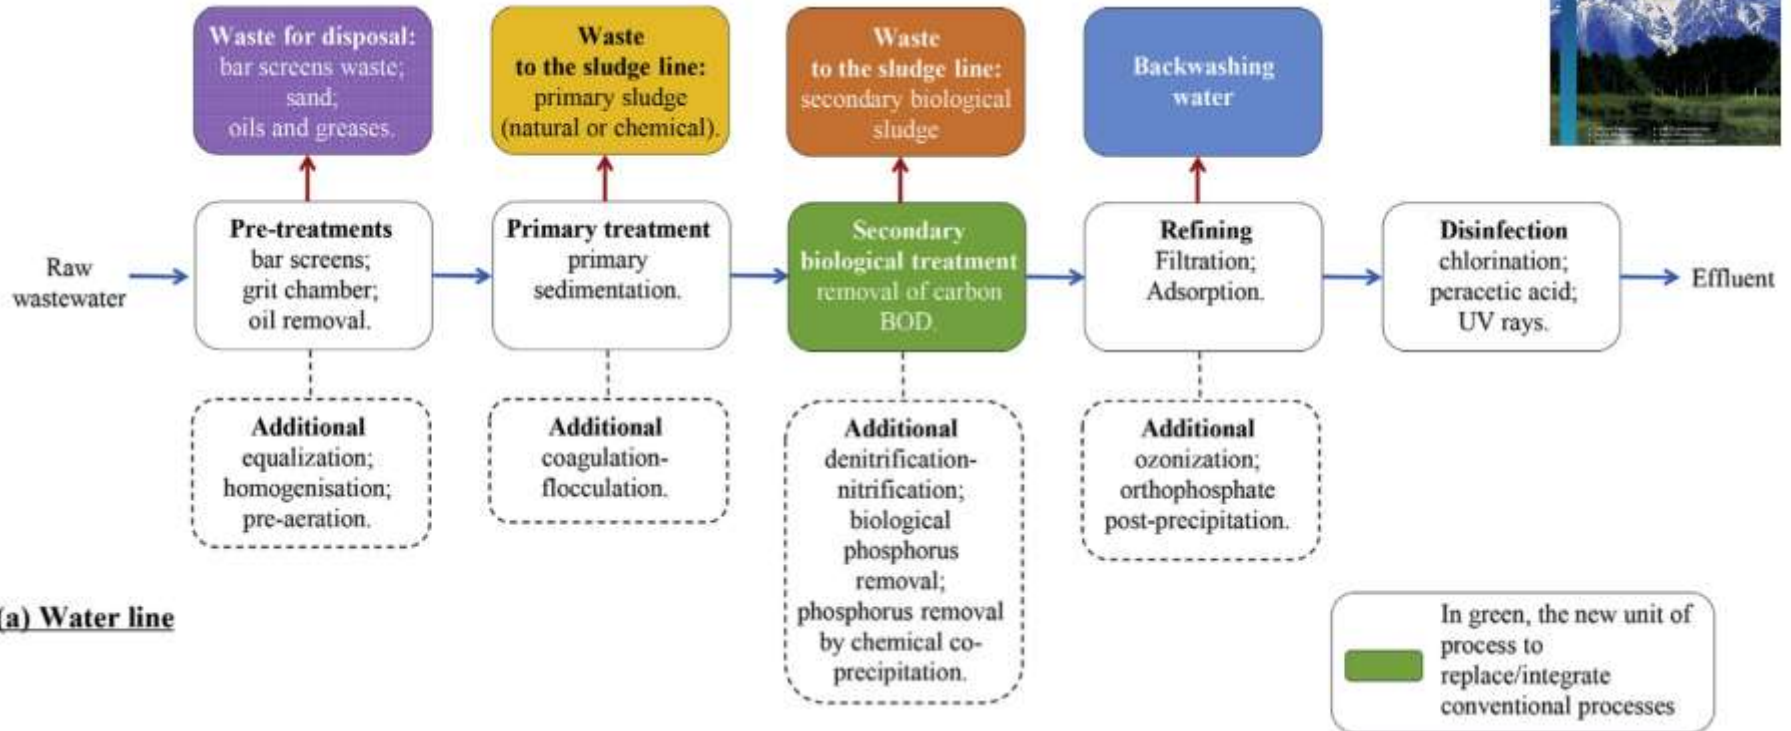 Waste for disposal:
bar screens waste;
sand;
oils and greases.
Waste
to the sludge line:
primary sludge
(natural or chemical).
Waste
to the sludge line:
secondary biological
sludge
Backwashing
water
Raw
wastewater
Pre-treatments
bar screens;
grit chamber;
oil removal.
Primary treatment
primary
sedimentation.
Secondary
biological treatment
removal of carbon
BOD.
Refining
Filtration;
Adsorption.
Disinfection
chlorination;
peracetic acid;
UV rays.
Effluent
Additional
equalization;
homogenisation;
pre-aeration.
Additional
coagulation-
flocculation.
Additional
denitrification-
nitrification;
biological
phosphorus
removal;
phosphorus removal
by chemical co-
precipitation.
Additional
ozonization;
orthophosphate
post-precipitation.
(a) Water line
In green, the new unit of
process to
replace/integrate
conventional processes